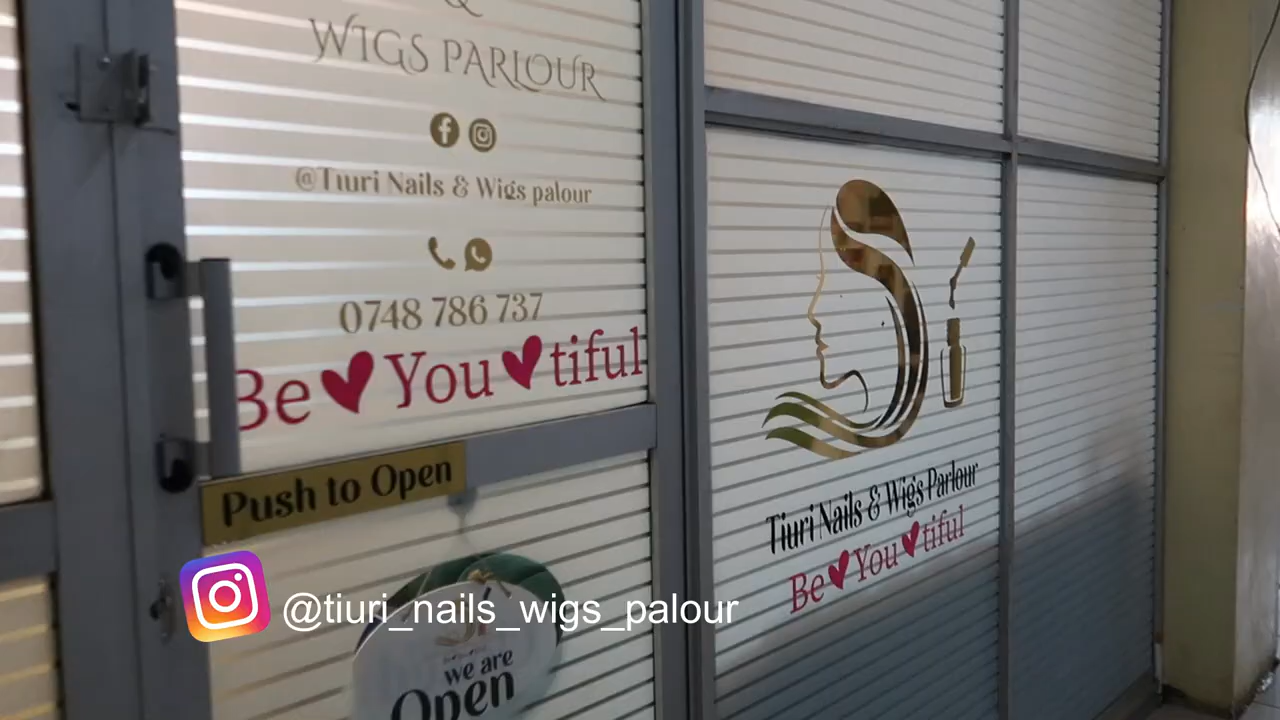 &
WIGS PARLOUR
@Tiuri Nails & Wigs palour
0748 786 737
Be You tiful
Push to Open
we are
Open
Tiuri Nails & Wigs Parlour
Be You tiful
@tiuri_nails_wigs_palour